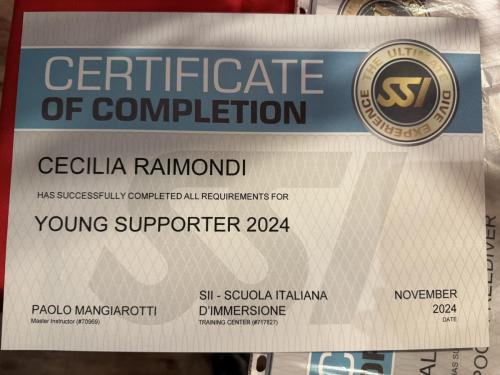 CERTIFICATE
OF COMPLETION
THE ULTIMATE DIVE EXPERIENCE
SSI
CECILIA RAIMONDI
HAS SUCCESSFULLY COMPLETED ALL REQUIREMENTS FOR
YOUNG SUPPORTER 2024
SSI
PAOLO MANGIAROTTI
Master Instructor (#70969)
SII - SCUOLA ITALIANA
D'IMMERSIONE
TRAINING CENTER (#717827)
NOVEMBER
2024
DATE